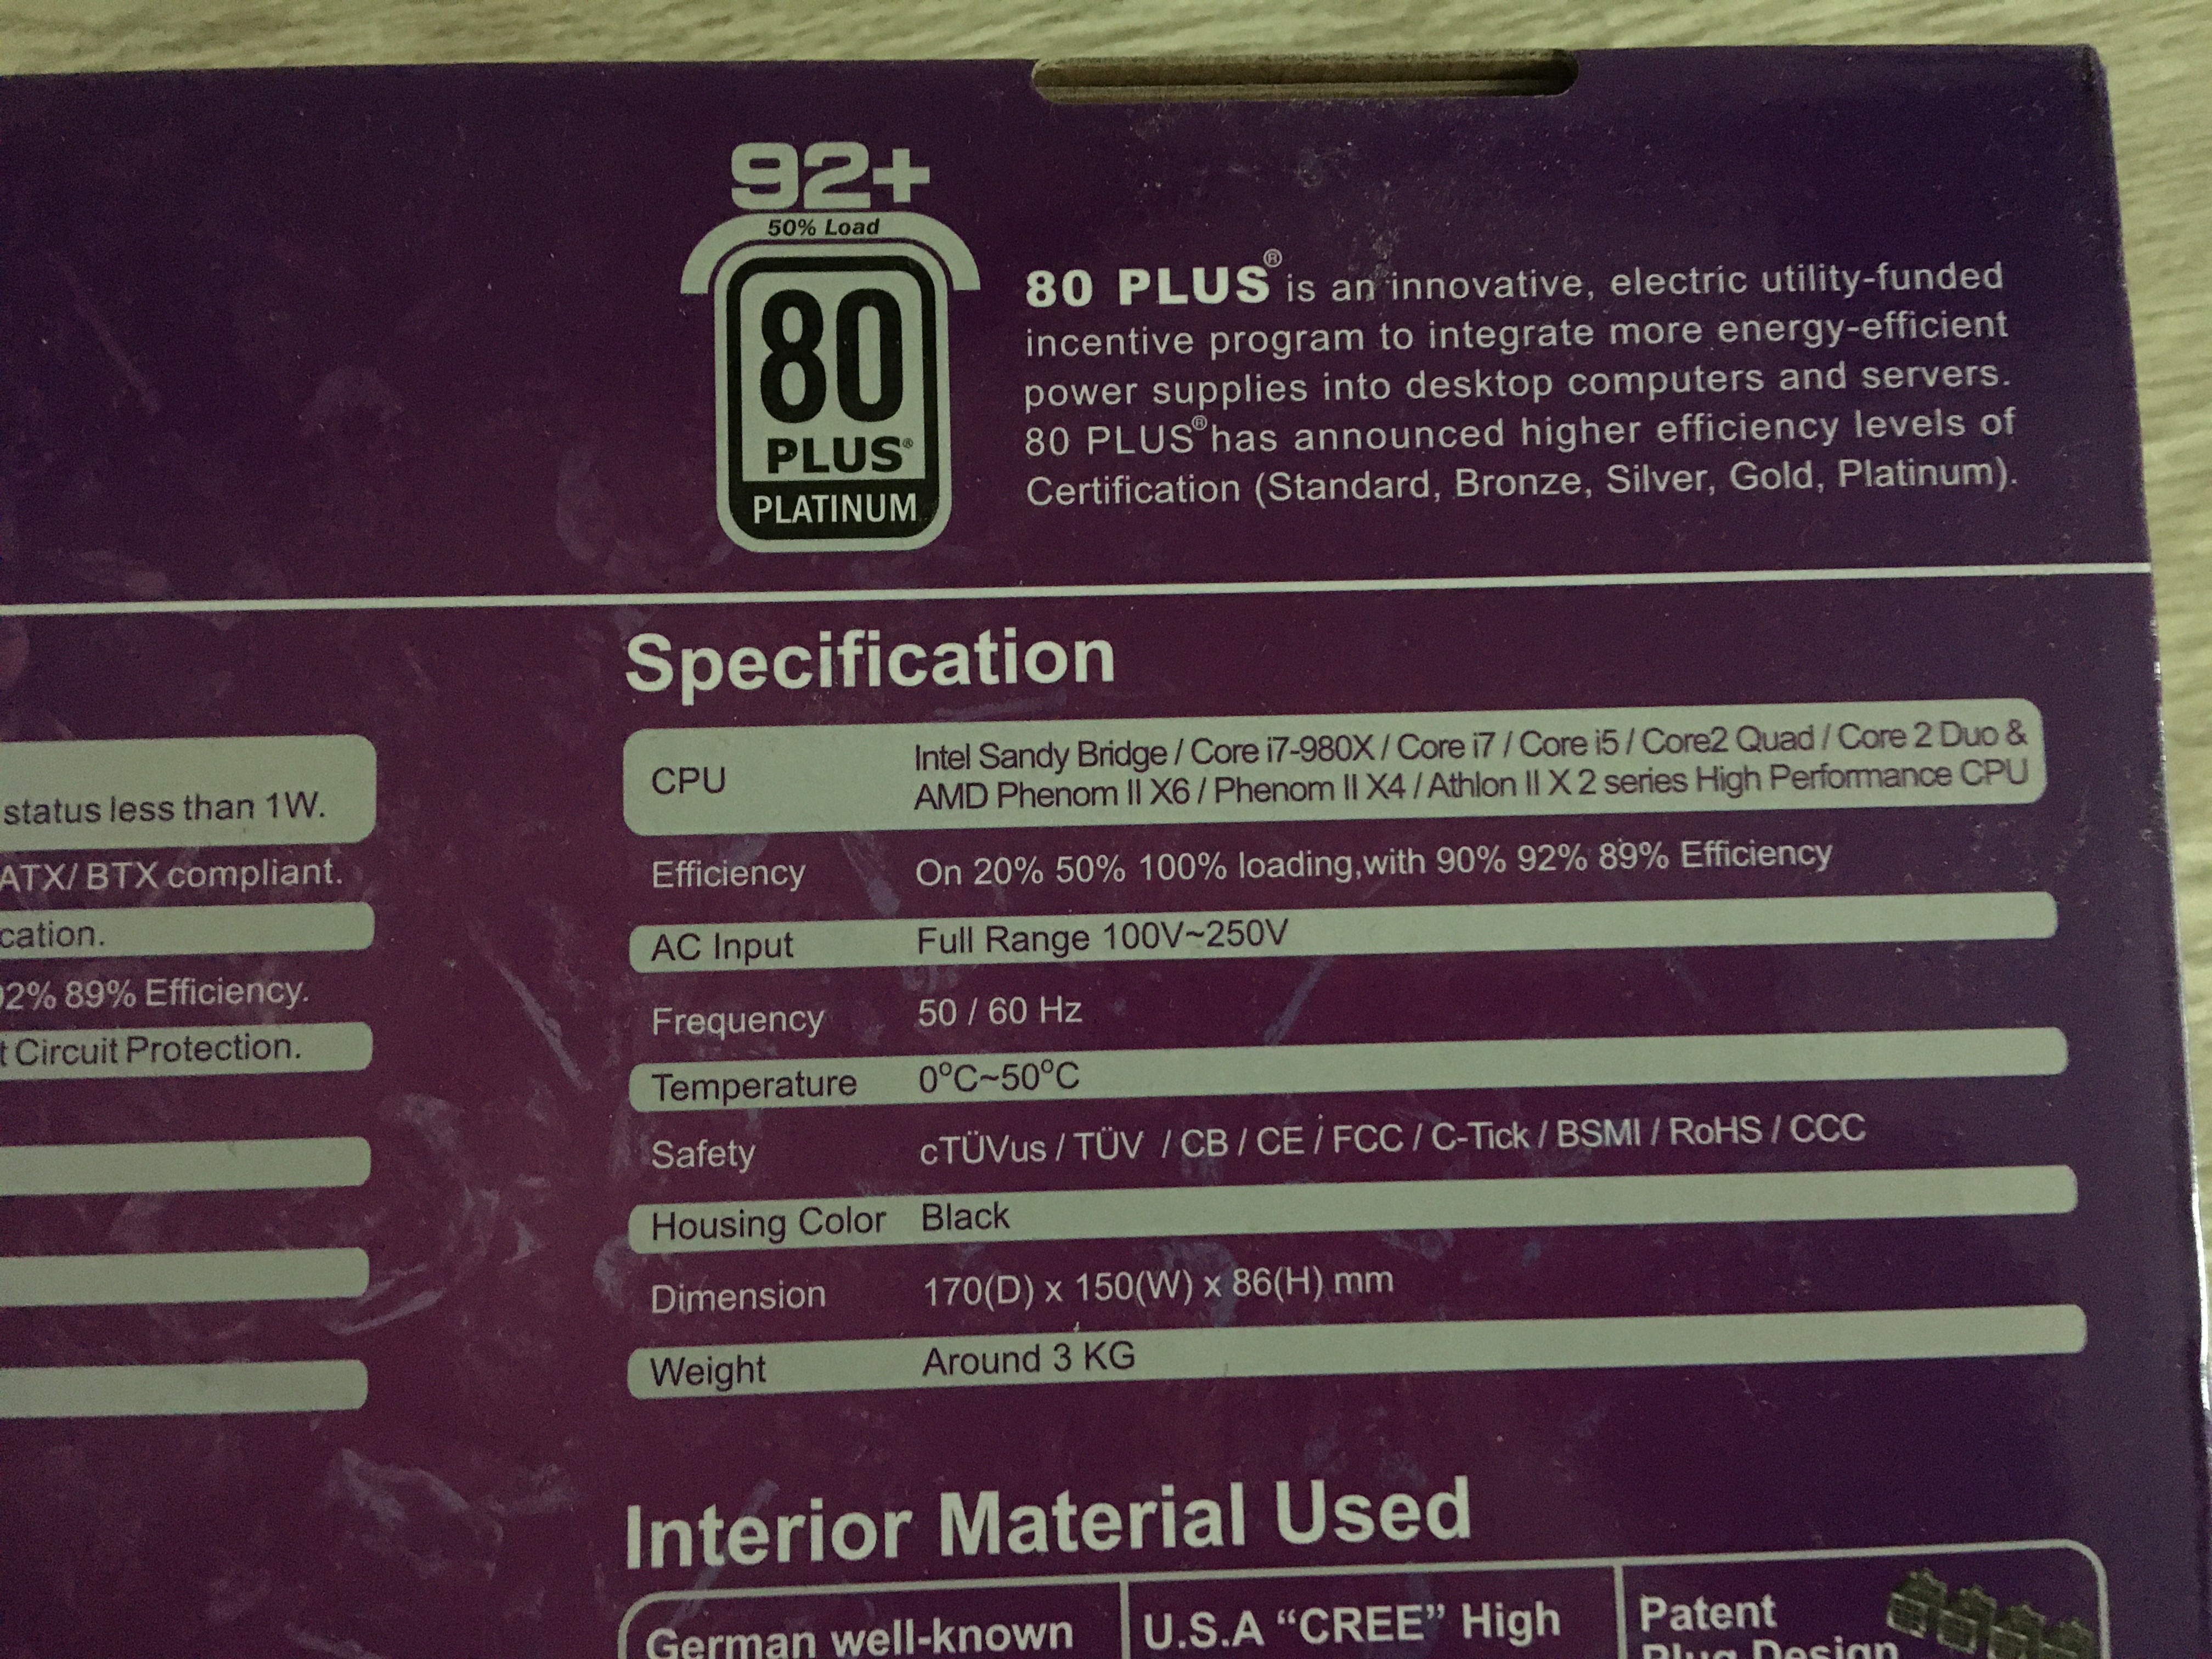 92+
50% Load
80
PLUS®
PLATINUM
80 PLUS® is an innovative, electric utility-funded
incentive program to integrate more energy-efficient
power supplies into desktop computers and servers.
80 PLUS® has announced higher efficiency levels of
Certification (Standard, Bronze, Silver, Gold, Platinum).
status less than 1W.
ATX/ BTX compliant.
cation.
2% 89% Efficiency.
t Circuit Protection.
Specification
CPU Intel Sandy Bridge / Core i7-980X / Core i7 / Core i5 / Core2 Quad / Core 2 Duo &
AMD Phenom II X6 / Phenom II X4 / Athlon II X 2 series High Performance CPU
Efficiency On 20% 50% 100% loading,with 90% 92% 89% Efficiency
AC Input Full Range 100V~250V
Frequency 50 / 60 Hz
Temperature 0°C~50°C
Safety cTÜVus / TÜV / CB / CE / FCC / C-Tick / BSMI / RoHS / CCC
Housing Color Black
Dimension 170(D) x 150(W) x 86(H) mm
Weight Around 3 KG
Interior Material Used
German well-known
U.S.A “CREE” High
Patent
Plug Design